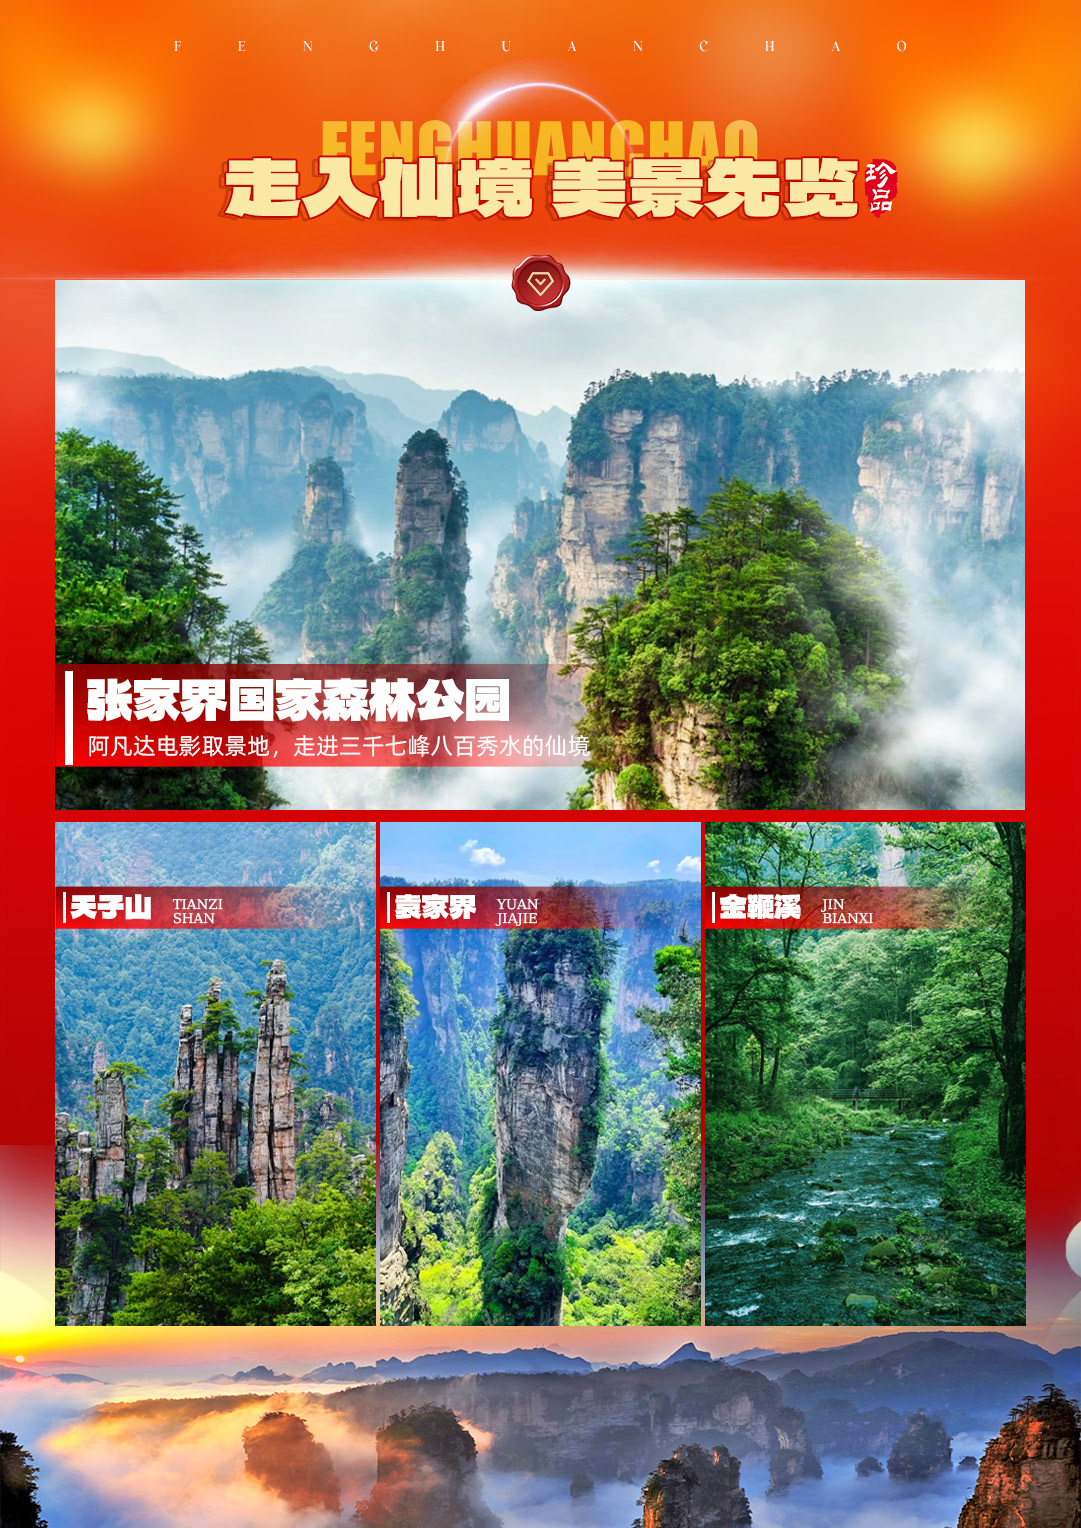 FENGHUANCHAO
FENGHUANCHAO
走入仙境 美景先览
珍品
张家界国家森林公园
阿凡达电影取景地，走进三千七峰八百秀水的仙境
天子山
TIANZI
SHAN
袁家界
YUAN
JIAJIE
金鞭溪
JIN
BIANXI